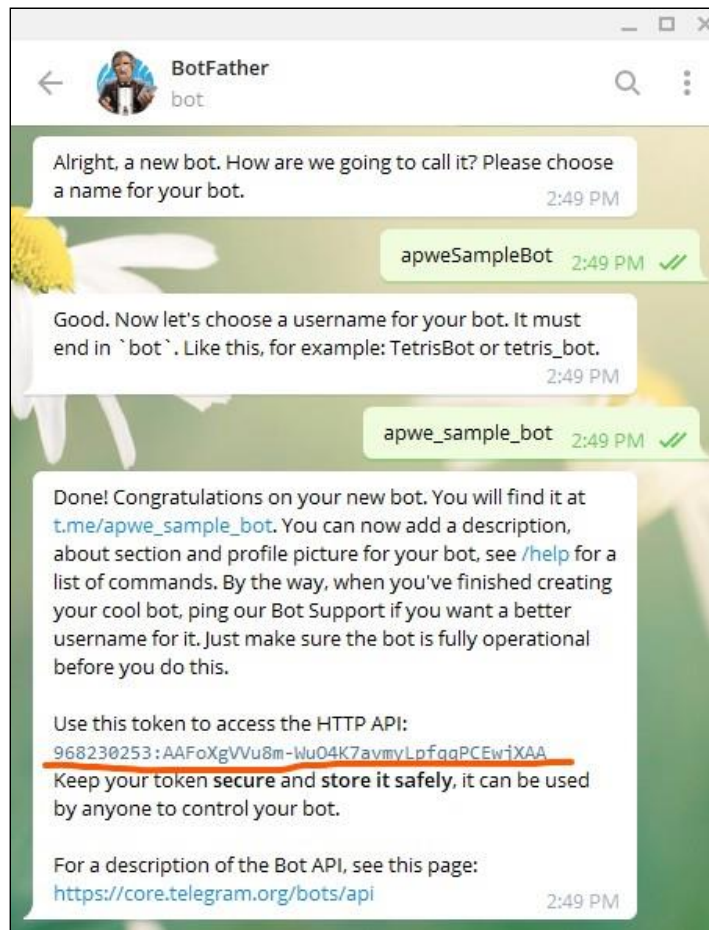 BotFather
bot
Alright, a new bot. How are we going to call it? Please choose
a name for your bot.
2:49 PM
apweSampleBot 2:49 PM
Good. Now let's choose a username for your bot. It must
end in `bot`. Like this, for example: TetrisBot or tetris_bot.
2:49 PM
apwe_sample_bot 2:49 PM
Done! Congratulations on your new bot. You will find it at
t.me/apwe_sample_bot. You can now add a description,
about section and profile picture for your bot, see /help for a
list of commands. By the way, when you've finished creating
your cool bot, ping our Bot Support if you want a better
username for it. Just make sure the bot is fully operational
before you do this.
Use this token to access the HTTP API:
Keep your token secure and store it safely, it can be used
by anyone to control your bot.
For a description of the Bot API, see this page:
https://core.telegram.org/bots/api
2:49 PM